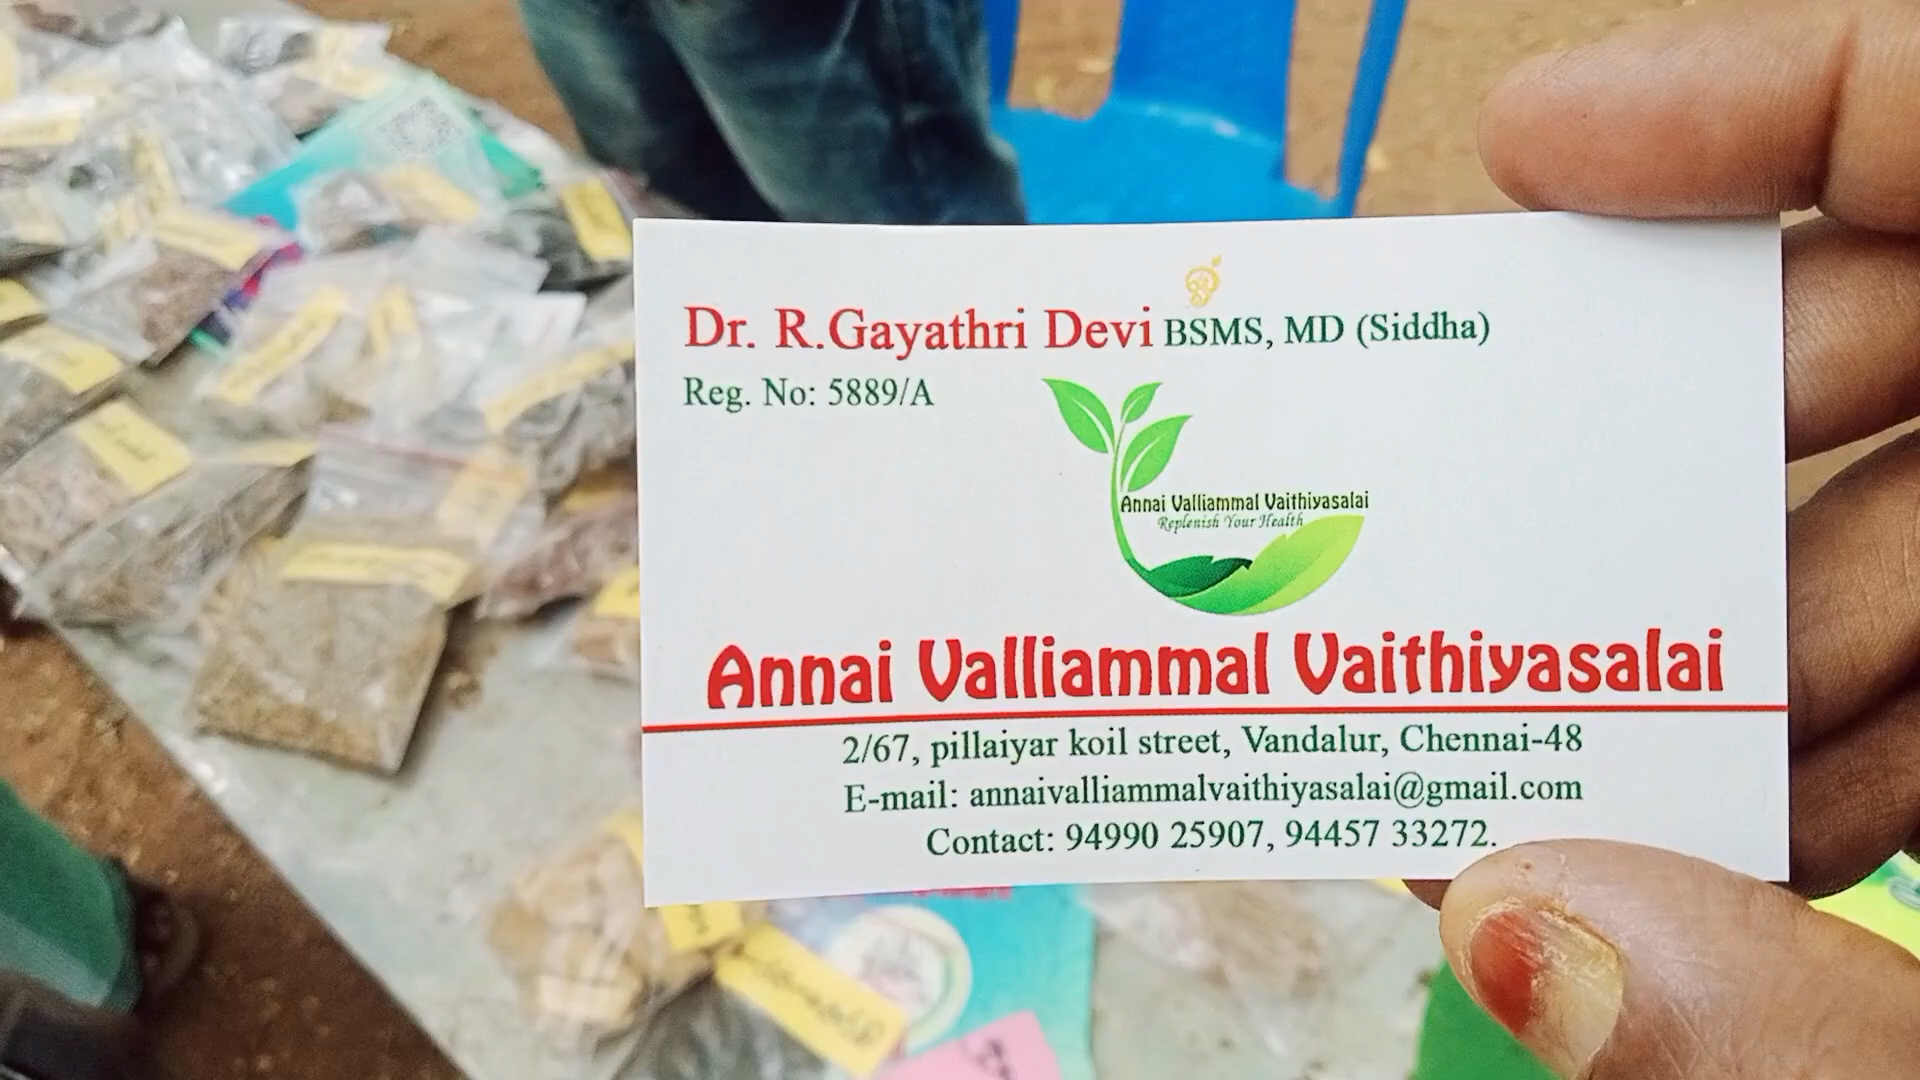 Dr. R.Gayathri Devi BSMS, MD (Siddha)
Reg. No: 5889/A
Annai Valliammal Vaithiyasalai
Replenish Your Health
Annai Valliammal Vaithiyasalai
2/67, pillaiyar koil street, Vandalur, Chennai-48
E-mail: annaivalliammalvaithiyasalai@gmail.com
Contact: 94990 25907, 94457 33272.